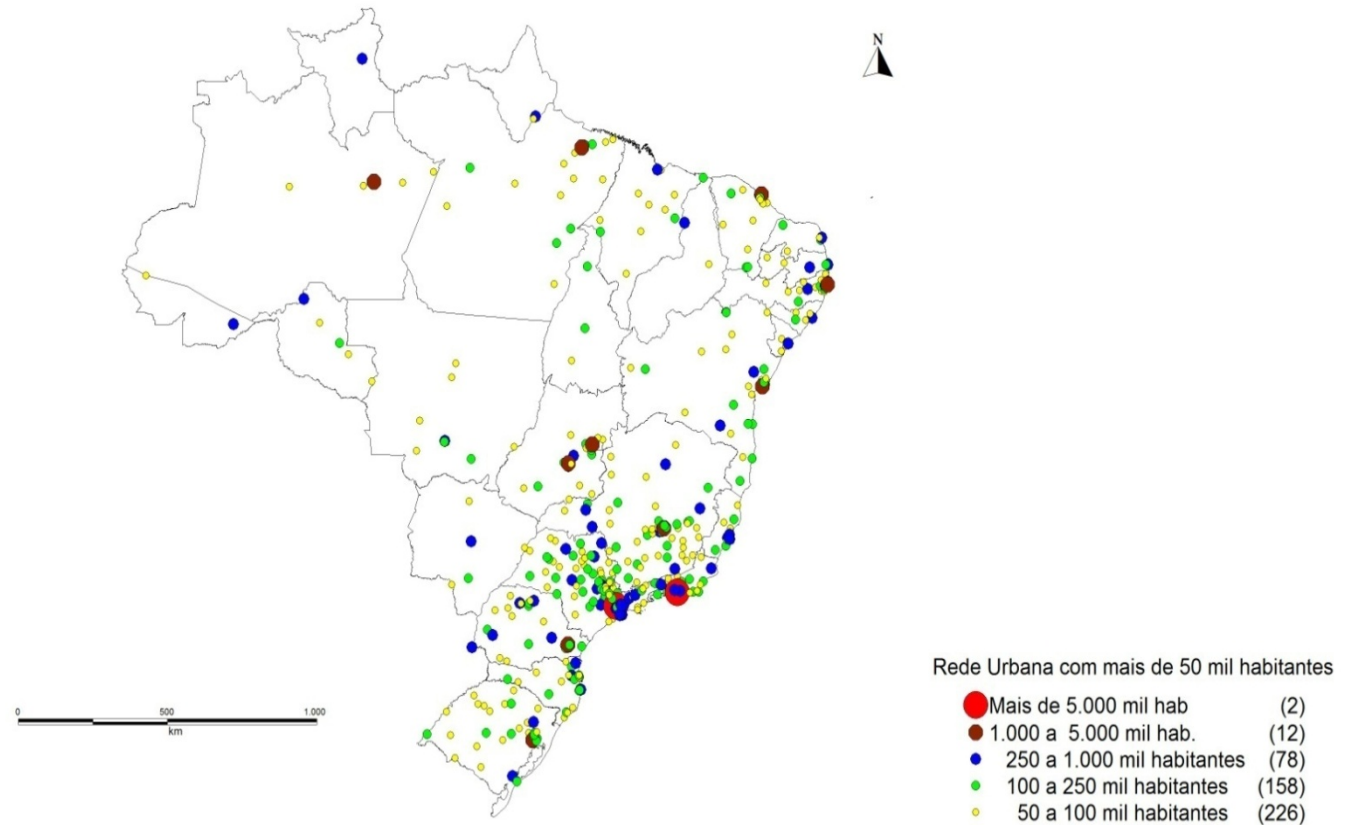 N
0 500 1.000
km
Rede Urbana com mais de 50 mil habitantes
Mais de 5.000 mil hab (2)
1.000 a 5.000 mil hab. (12)
250 a 1.000 mil habitantes (78)
100 a 250 mil habitantes (158)
50 a 100 mil habitantes (226)